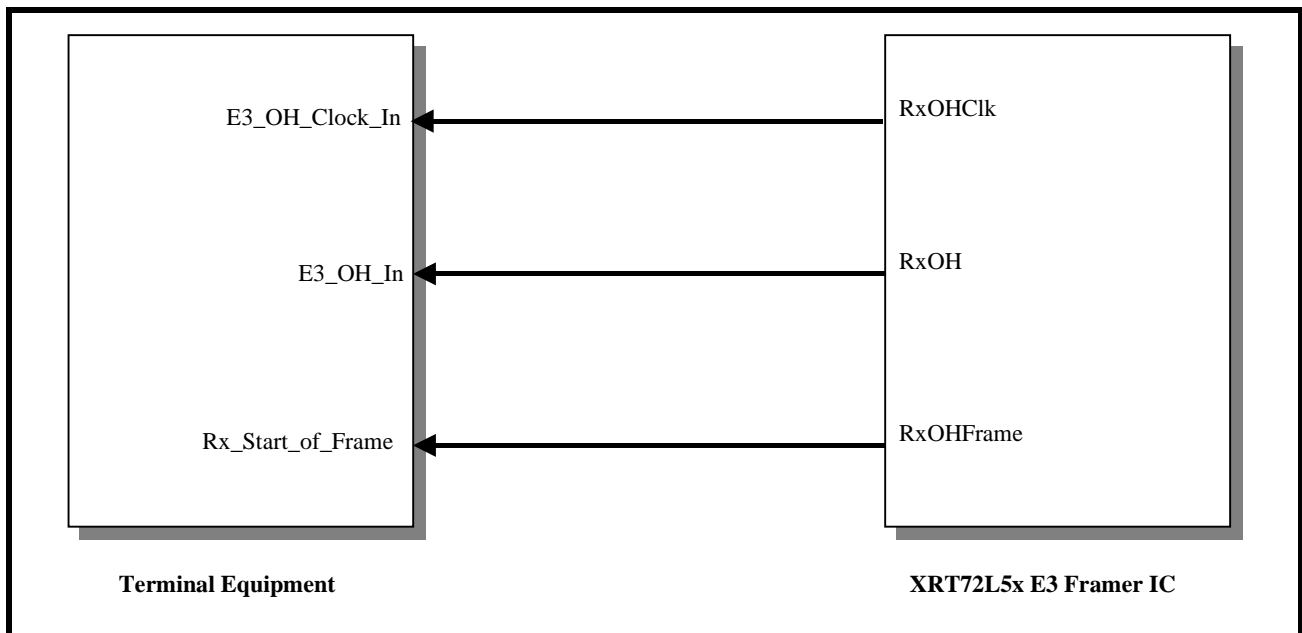 E3_OH_Clock_In
RxOHClk
E3_OH_In
RxOH
Rx_Start_of_Frame
RxOHFrame
Terminal Equipment
XRT72L5x E3 Framer IC